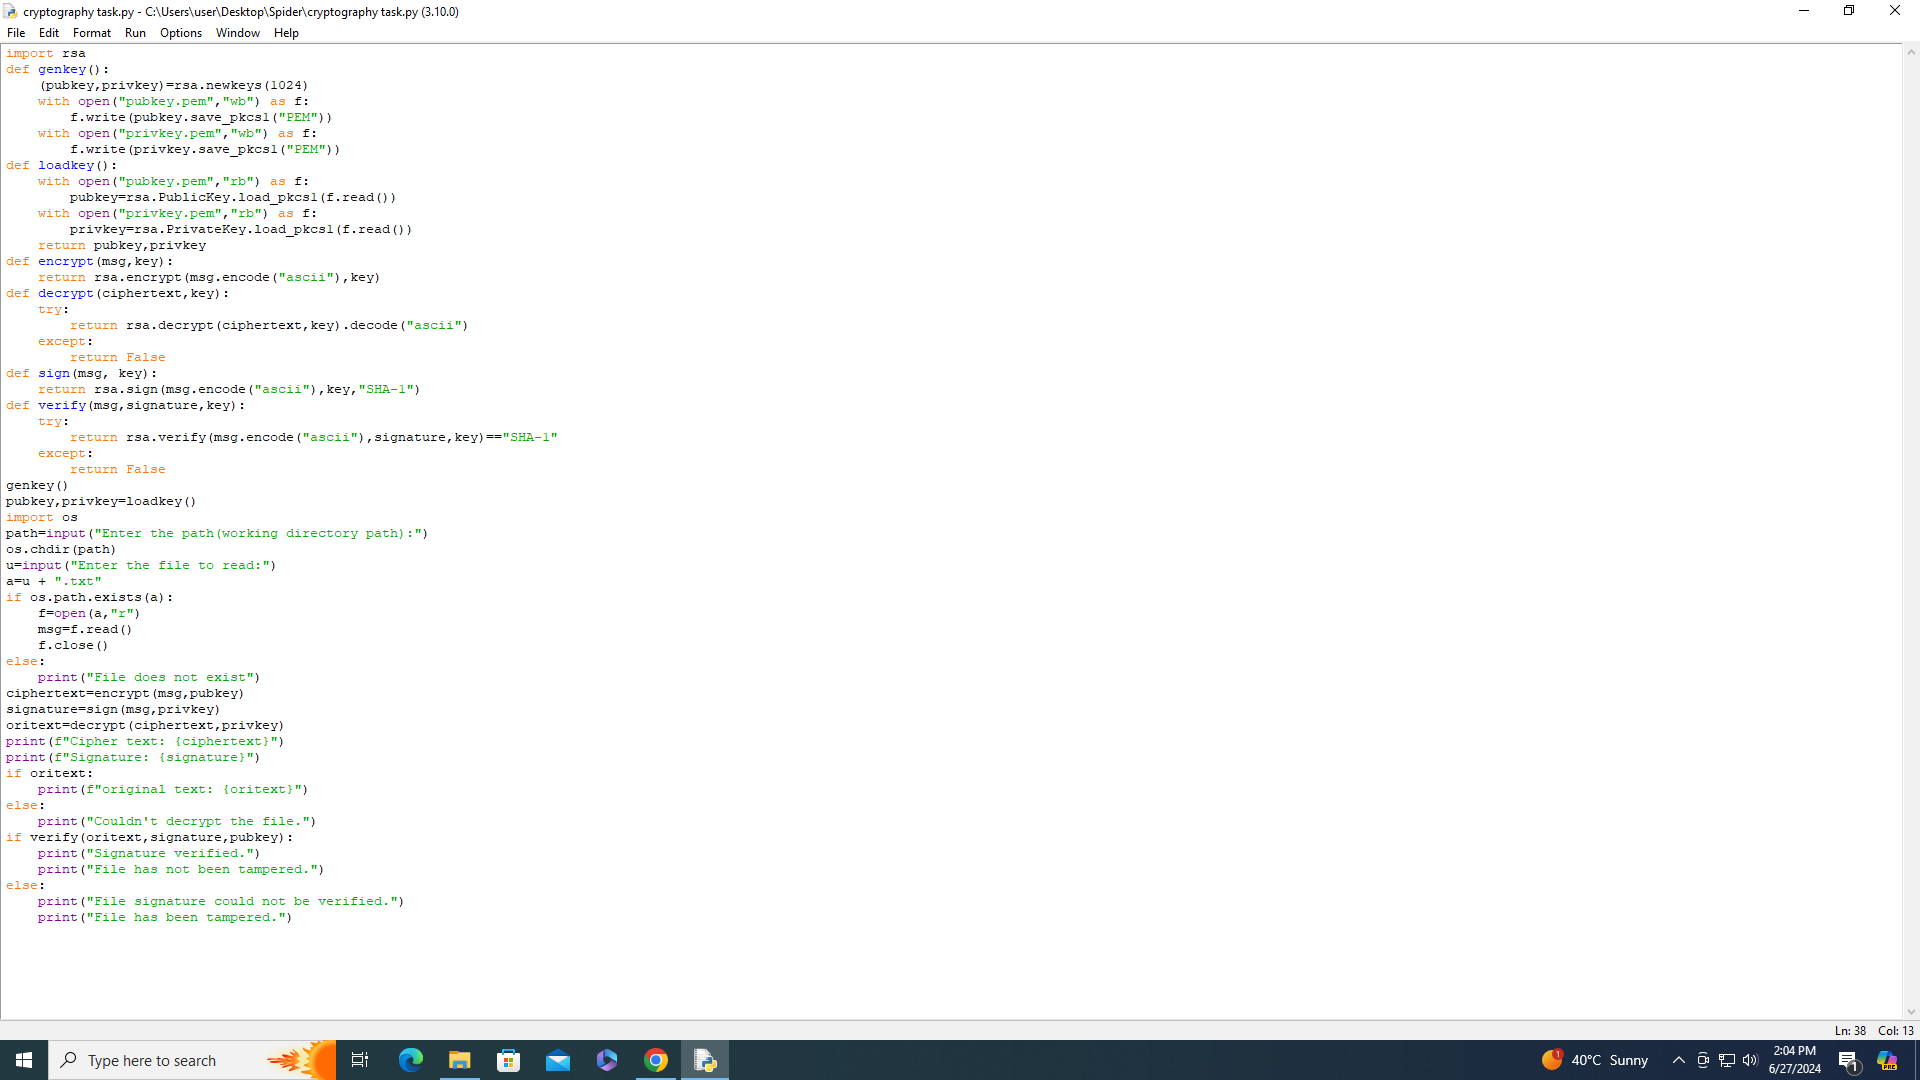 cryptography task.py - C:\Users\user\Desktop\Spider\cryptography task.py (3.10.0)
File Edit Format Run Options Window Help
import rsa
def genkey():
    (pubkey,privkey)=rsa.newkeys(1024)
    with open("pubkey.pem","wb") as f:
        f.write(pubkey.save_pkcs1("PEM"))
    with open("privkey.pem","wb") as f:
        f.write(privkey.save_pkcs1("PEM"))
def loadkey():
    with open("pubkey.pem","rb") as f:
        pubkey=rsa.PublicKey.load_pkcs1(f.read())
    with open("privkey.pem","rb") as f:
        privkey=rsa.PrivateKey.load_pkcs1(f.read())
    return pubkey,privkey
def encrypt(msg,key):
    return rsa.encrypt(msg.encode("ascii"),key)
def decrypt(ciphertext,key):
    try:
        return rsa.decrypt(ciphertext,key).decode("ascii")
    except:
        return False
def sign(msg, key):
    return rsa.sign(msg.encode("ascii"),key,"SHA-1")
def verify(msg,signature,key):
    try:
        return rsa.verify(msg.encode("ascii"),signature,key)=="SHA-1"
    except:
        return False
genkey()
pubkey,privkey=loadkey()
import os
path=input("Enter the path(working directory path):")
os.chdir(path)
u=input("Enter the file to read:")
a=u + ".txt"
if os.path.exists(a):
    f=open(a,"r")
    msg=f.read()
    f.close()
else:
    print("File does not exist")
ciphertext=encrypt(msg,pubkey)
signature=sign(msg,privkey)
oritext=decrypt(ciphertext,privkey)
print(f"Cipher text: {ciphertext}")
print(f"Signature: {signature}")
if oritext:
    print(f"original text: {oritext}")
else:
    print("Couldn't decrypt the file.")
if verify(oritext,signature,pubkey):
    print("Signature verified.")
    print("File has not been tampered.")
else:
    print("File signature could not be verified.")
    print("File has been tampered.")
Ln: 38 Col: 13
Type here to search
1
40°C Sunny
2:04 PM
6/27/2024
1
PRE